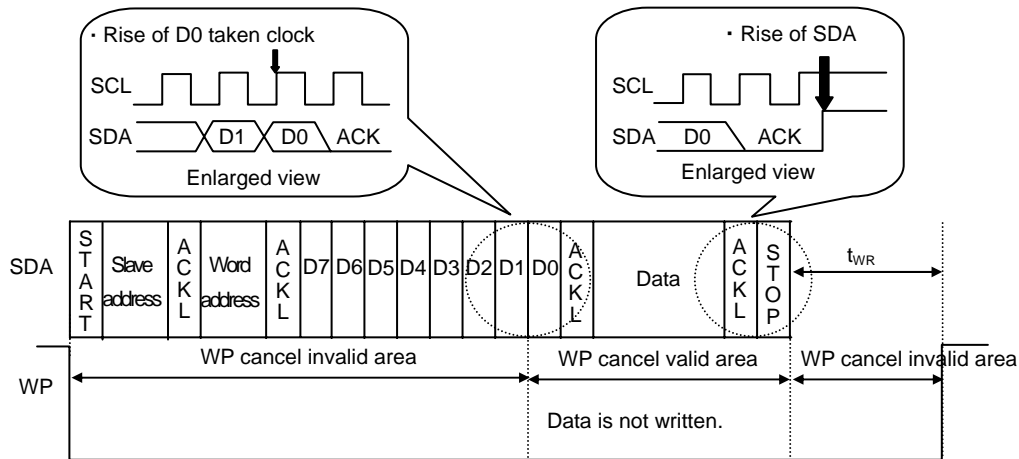 ・Rise of D0 taken clock
SCL
SDA
D1
D0
ACK
Enlarged view
・Rise of SDA
SCL
SDA
D0
ACK
Enlarged view
SDA
START
Slave address
ACKL
Word address
ACKL
D7
D6
D5
D4
D3
D2
D1
D0
ACKL
Data
ACKL
STOP
tWR
WP
WP cancel invalid area
WP cancel valid area
WP cancel invalid area
Data is not written.